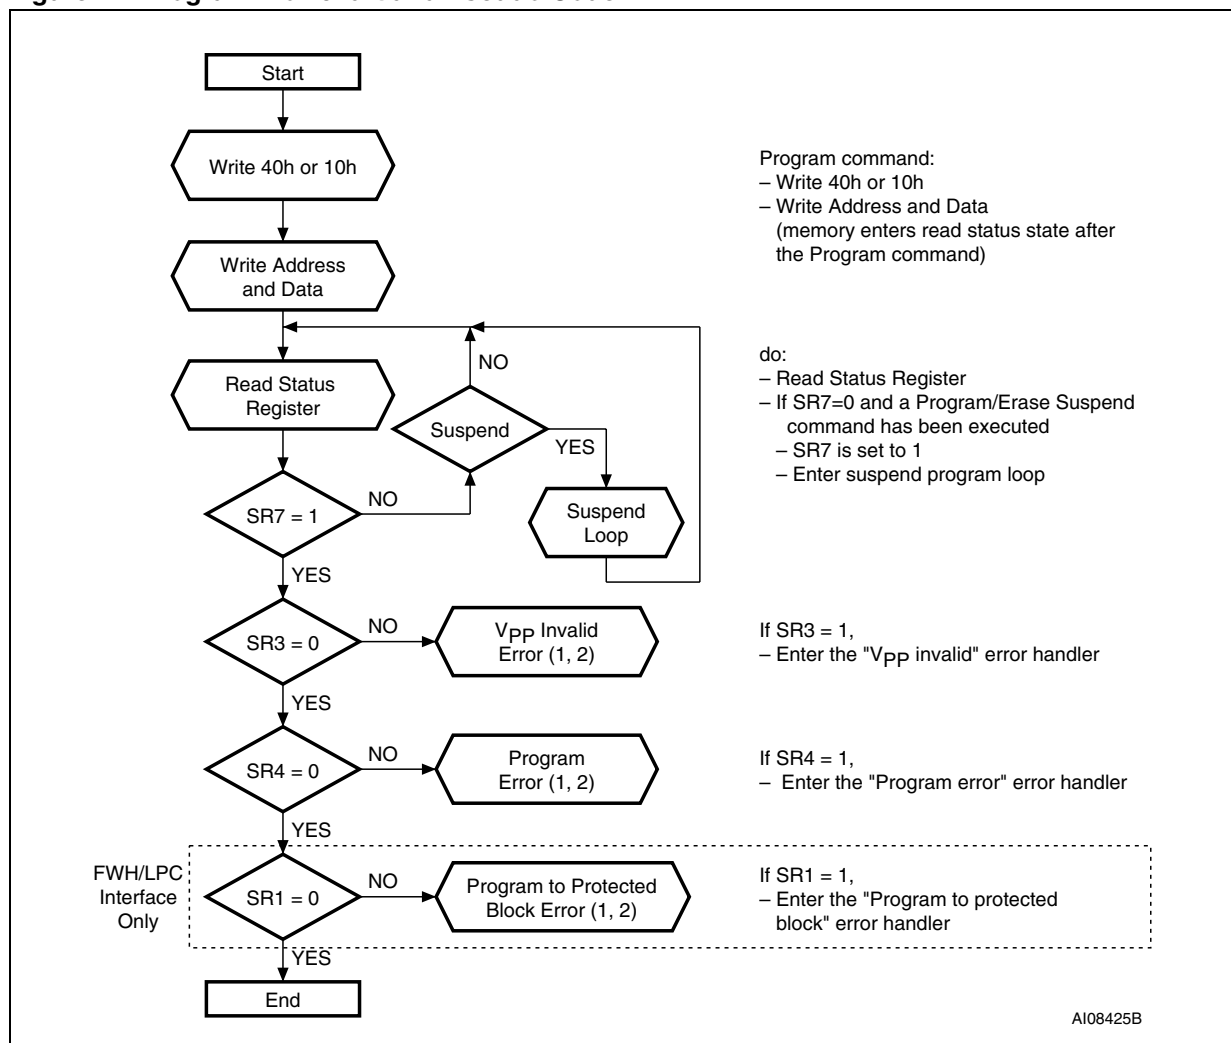 Start
Write 40h or 10h
Program command:
– Write 40h or 10h
– Write Address and Data
(memory enters read status state after
the Program command)
Write Address
and Data
NO
do:
– Read Status Register
– If SR7=0 and a Program/Erase Suspend
command has been executed
– SR7 is set to 1
– Enter suspend program loop
Read Status
Register
Suspend
YES
SR7 = 1
NO
Suspend
Loop
YES
SR3 = 0
NO
VPP Invalid
Error (1, 2)
If SR3 = 1,
– Enter the "VPP invalid" error handler
YES
SR4 = 0
NO
Program
Error (1, 2)
If SR4 = 1,
– Enter the "Program error" error handler
YES
FWH/LPC
Interface
Only
SR1 = 0
NO
Program to Protected
Block Error (1, 2)
If SR1 = 1,
– Enter the "Program to protected
block" error handler
YES
End
AI08425B